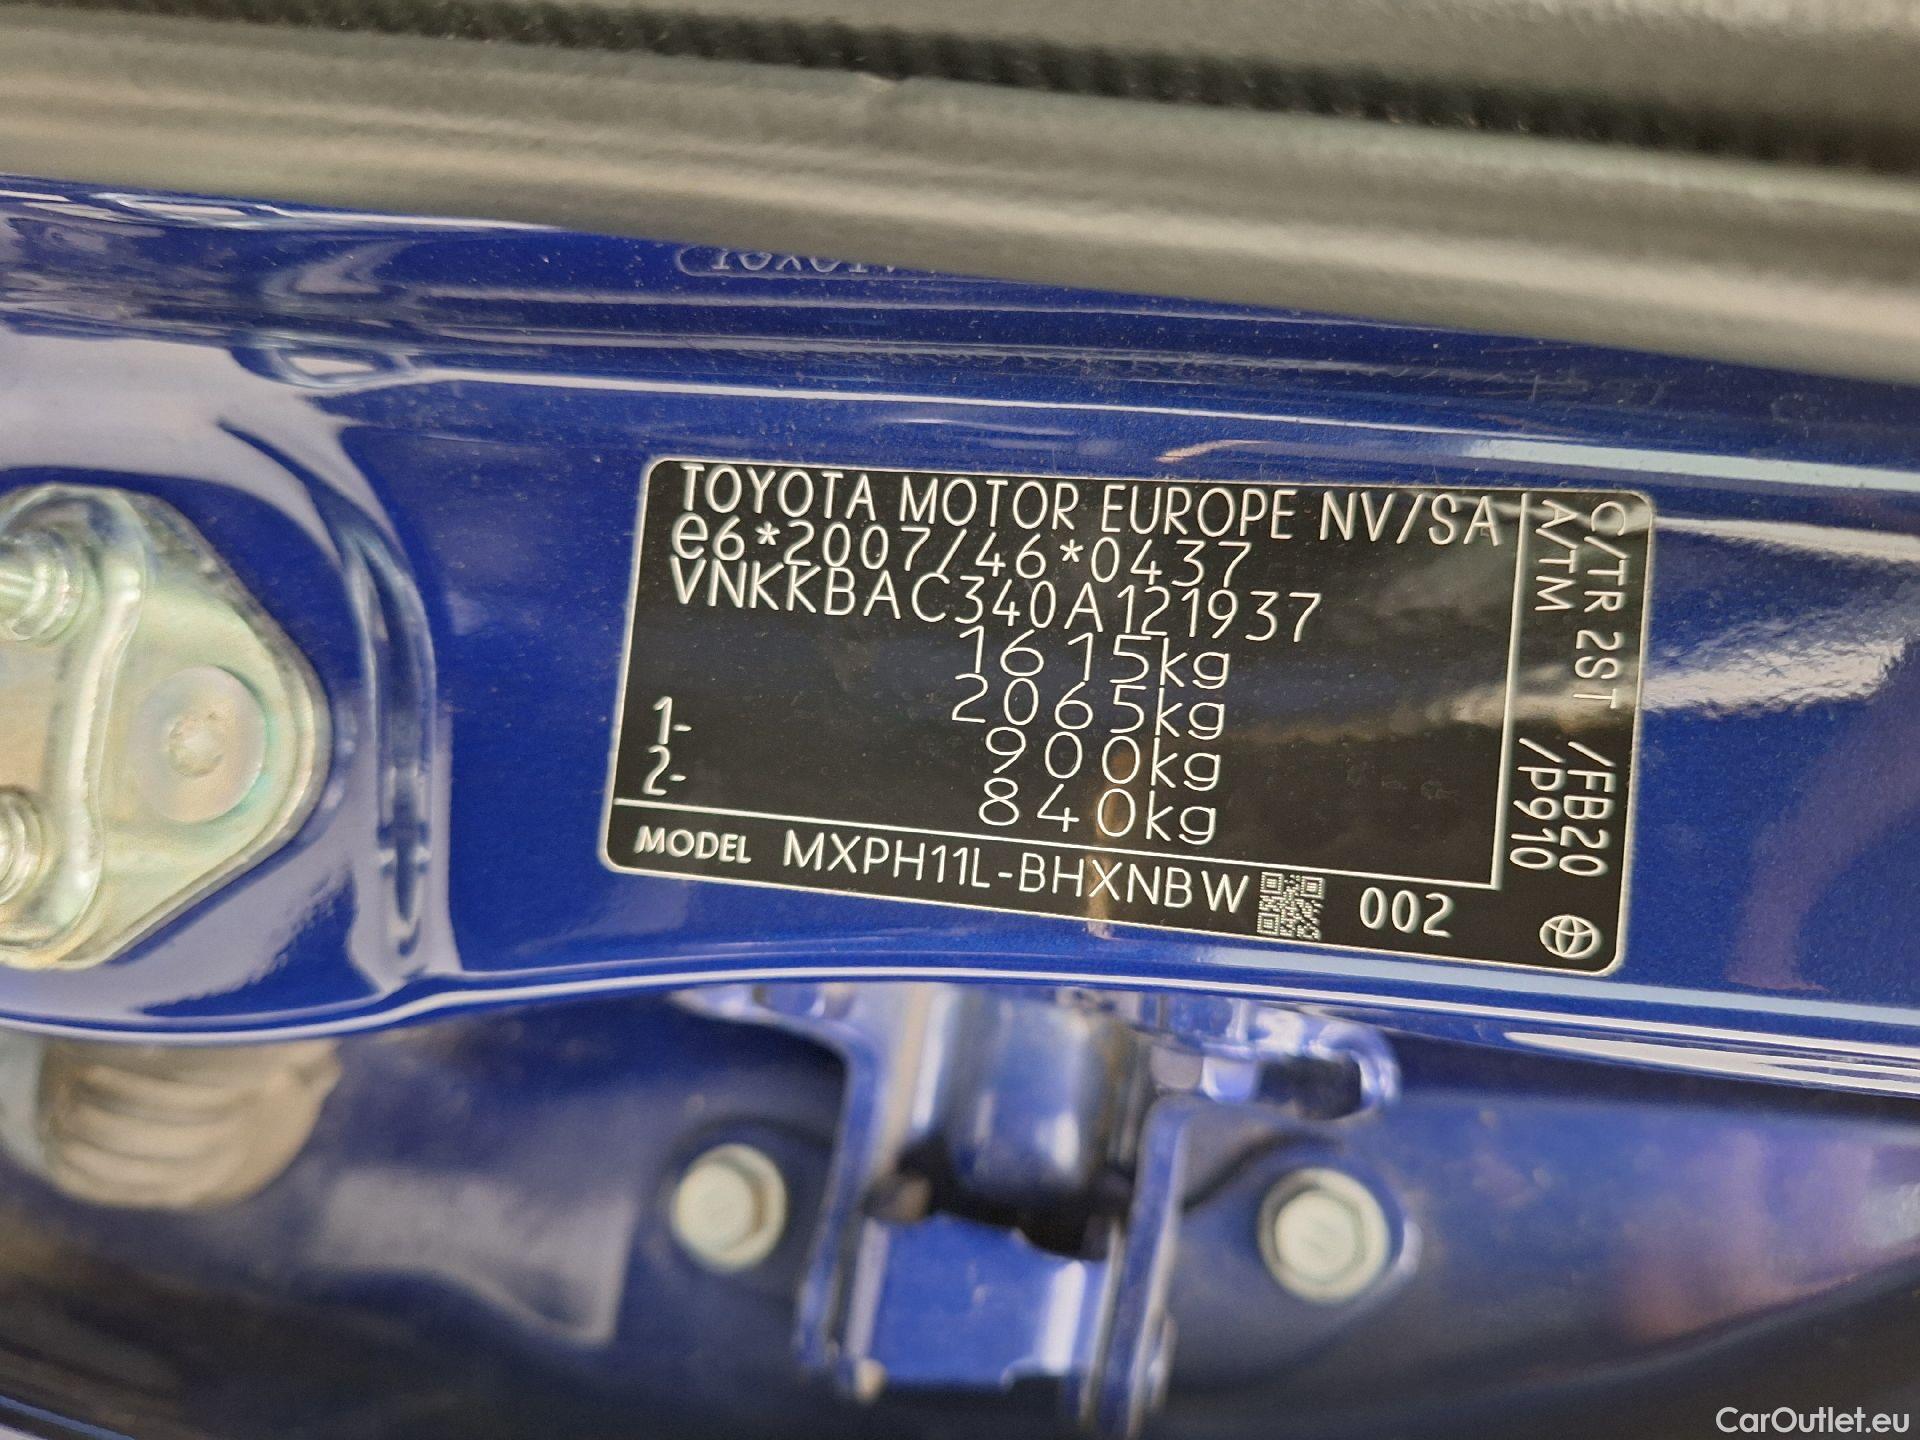 TOYOTA MOTOR EUROPE NV/SA
e6*2007/46*0437
VNKKBAC340A121937
1615kg
2065kg
1- 900kg
2- 840kg
MODEL MXPH11L-BHXNBW 002
C/TR 2ST /FB20
A/TM /P910
CarOutlet.eu